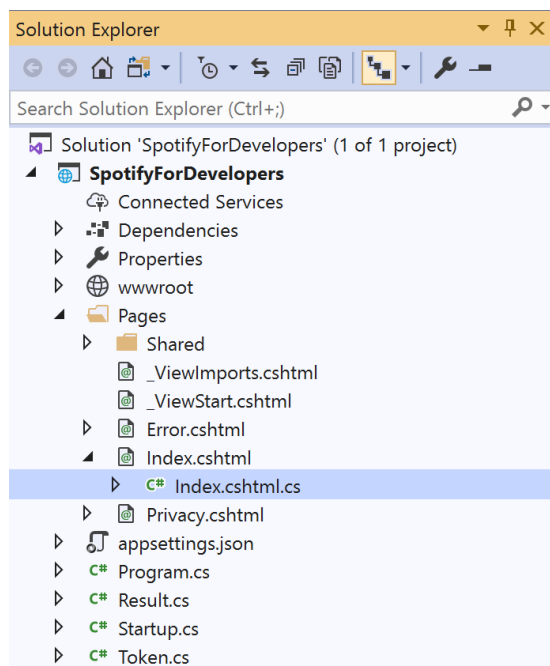 Solution Explorer
Search Solution Explorer (Ctrl+;)
Solution 'SpotifyForDevelopers' (1 of 1 project)
SpotifyForDevelopers
Connected Services
Dependencies
Properties
wwwroot
Pages
Shared
_ViewImports.cshtml
_ViewStart.cshtml
Error.cshtml
Index.cshtml
C# Index.cshtml.cs
Privacy.cshtml
appsettings.json
C# Program.cs
C# Result.cs
C# Startup.cs
C# Token.cs